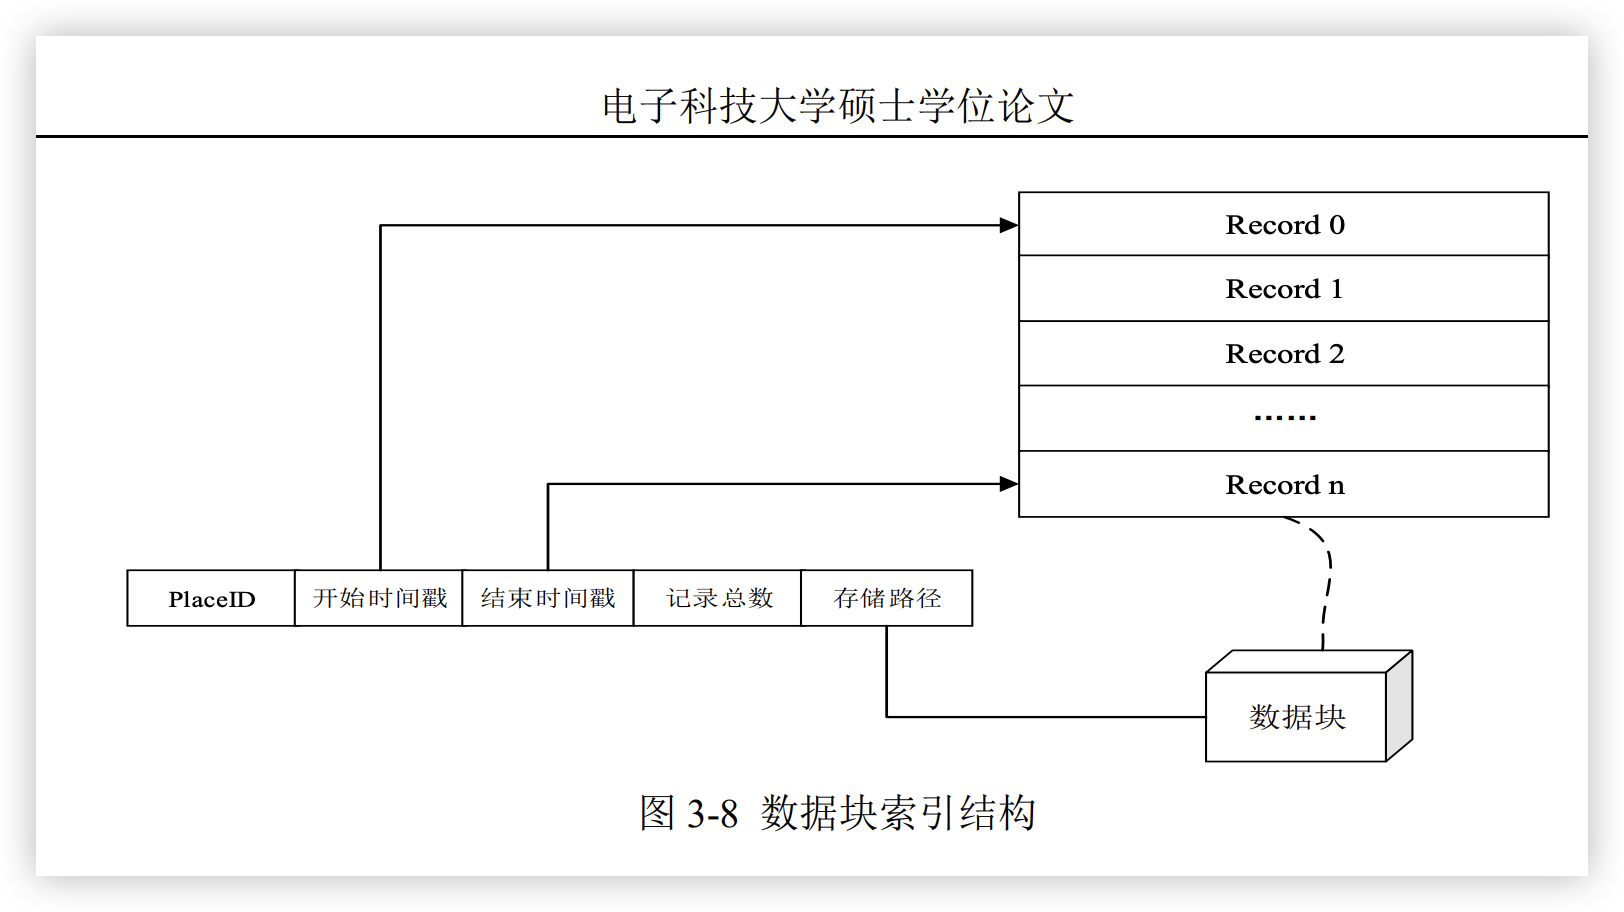 电子科技大学硕士学位论文
Record 0
Record 1
Record 2
······
Record n
PlaceID 开始时间戳 结束时间戳 记录总数 存储路径
数据块
图 3-8 数据块索引结构